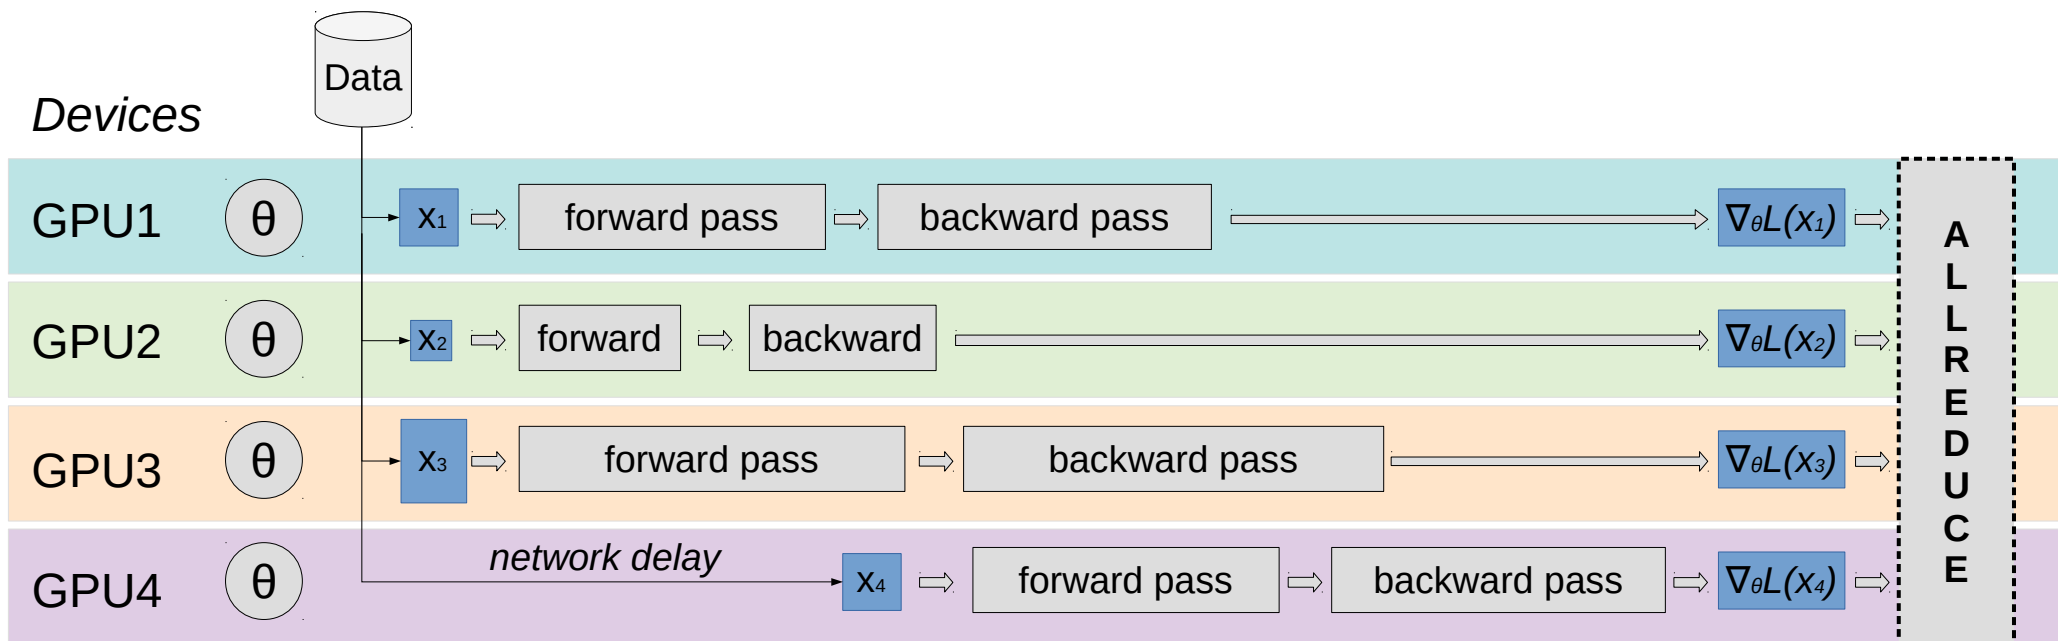 Data
Devices
GPU1 θ x₁ forward pass backward pass ∇θL(x₁)
GPU2 θ x₂ forward backward ∇θL(x₂)
GPU3 θ x₃ forward pass backward pass ∇θL(x₃)
network delay
GPU4 θ x₄ forward pass backward pass ∇θL(x₄)
ALLREDUCE